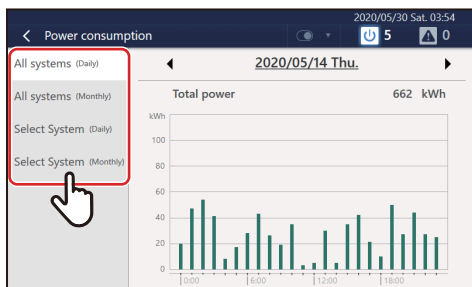 2020/05/30 Sat. 03:54
Power consumption
5
0
All systems (Daily)
All systems (Monthly)
Select System (Daily)
Select System (Monthly)
2020/05/14 Thu.
Total power 662 kWh
kWh
100
80
60
40
20
0
0:00 6:00 12:00 18:00